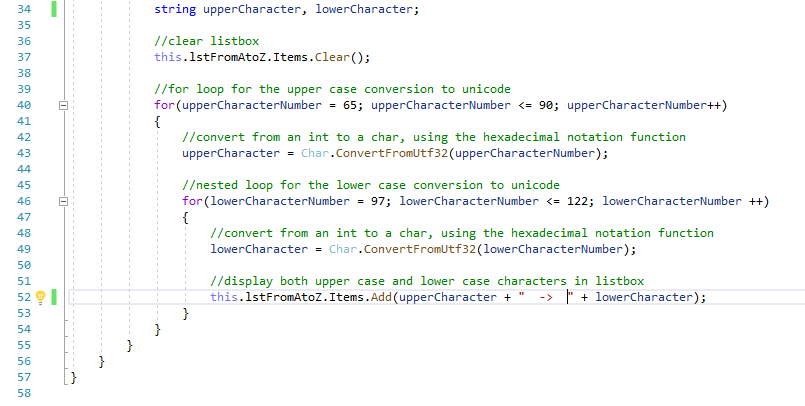 34 string upperCharacter, lowerCharacter;
35
36 //clear listbox
37 this.lstFromAtoZ.Items.Clear();
38
39 //for loop for the upper case conversion to unicode
40 for(upperCharacterNumber = 65; upperCharacterNumber <= 90; upperCharacterNumber++)
41 {
42 //convert from an int to a char, using the hexadecimal notation function
43 upperCharacter = Char.ConvertFromUtf32(upperCharacterNumber);
44
45 //nested loop for the lower case conversion to unicode
46 for(lowerCharacterNumber = 97; lowerCharacterNumber <= 122; lowerCharacterNumber ++)
47 {
48 //convert from an int to a char, using the hexadecimal notation function
49 lowerCharacter = Char.ConvertFromUtf32(lowerCharacterNumber);
50
51 //display both upper case and lower case characters in listbox
52 this.lstFromAtoZ.Items.Add(upperCharacter + "  ->  " + lowerCharacter);
53 }
54 }
55 }
56 }
57 }
58